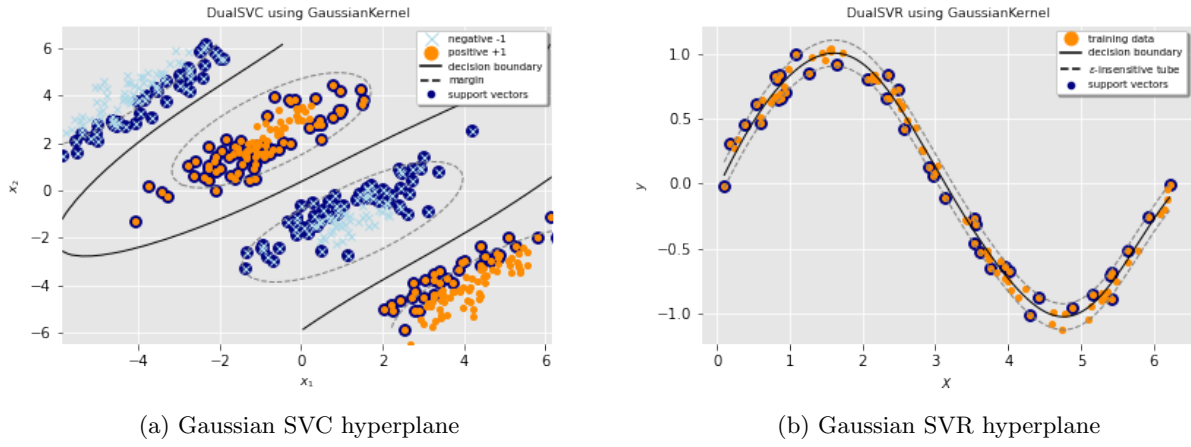 DualSVC using GaussianKernel
negative -1
positive +1
decision boundary
margin
support vectors
6
4
2
0
−2
−4
−6
x₂
−4
−2
0
2
4
6
x₁
(a) Gaussian SVC hyperplane
DualSVR using GaussianKernel
training data
decision boundary
ε-insensitive tube
support vectors
1.0
0.5
0.0
−0.5
−1.0
y
0
1
2
3
4
5
6
X
(b) Gaussian SVR hyperplane